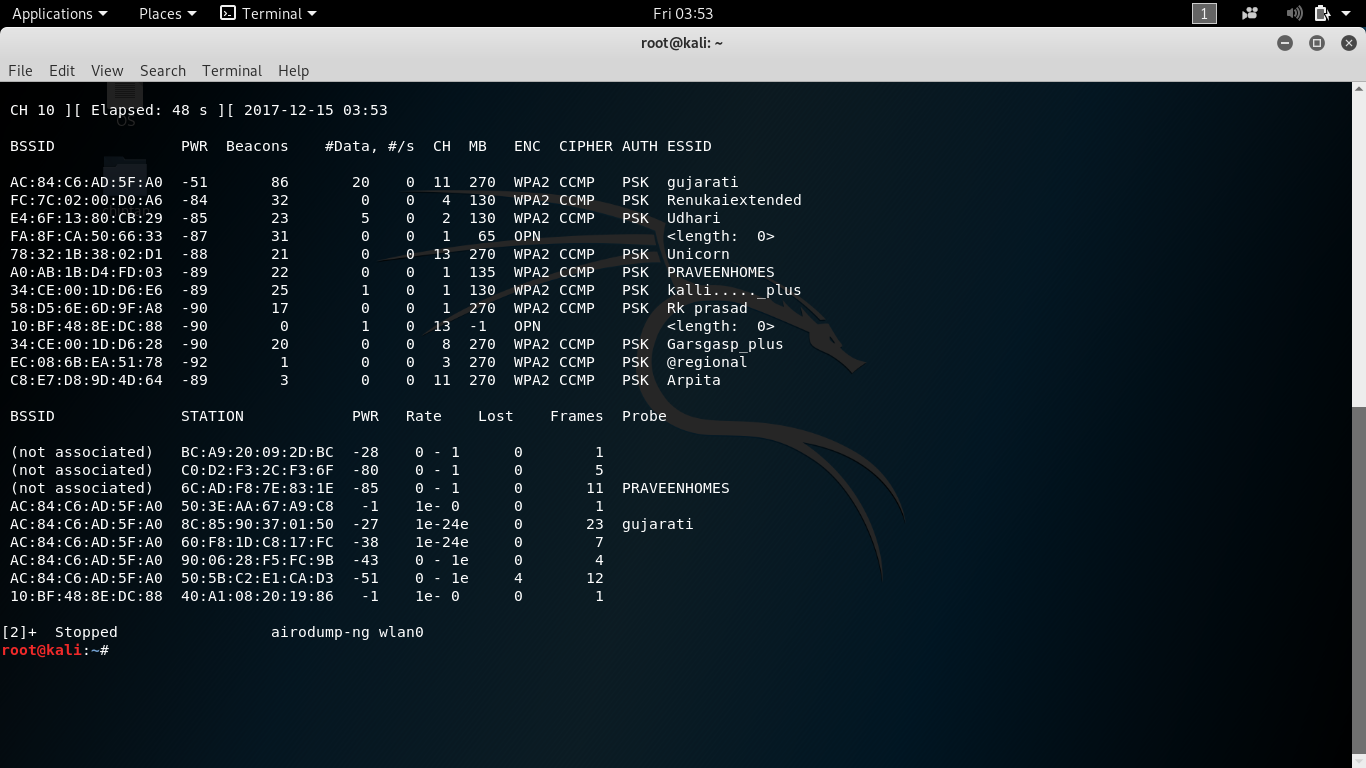 Applications Places Terminal Fri 03:53 1
root@kali: ~
File Edit View Search Terminal Help
CH 10 ][ Elapsed: 48 s ][ 2017-12-15 03:53
OS
BSSID PWR Beacons #Data, #/s CH MB ENC CIPHER AUTH ESSID
AC:84:C6:AD:5F:A0 -51 86 20 0 11 270 WPA2 CCMP PSK gujarati
FC:7C:02:00:D0:A6 -84 32 0 0 4 130 WPA2 CCMP PSK Renukaiextended
E4:6F:13:80:CB:29 -85 23 5 0 2 130 WPA2 CCMP PSK Udhari
FA:8F:CA:50:66:33 -87 31 0 0 1 65 OPN <length: 0>
78:32:1B:38:02:D1 -88 21 0 0 13 270 WPA2 CCMP PSK Unicorn
A0:AB:1B:D4:FD:03 -89 22 0 0 1 135 WPA2 CCMP PSK PRAVEENHOMES
34:CE:00:1D:D6:E6 -89 25 1 0 1 130 WPA2 CCMP PSK kalli....._plus
58:D5:6E:6D:9F:A8 -90 17 0 0 1 270 WPA2 CCMP PSK Rk prasad
10:BF:48:8E:DC:88 -90 0 1 0 13 -1 OPN <length: 0>
34:CE:00:1D:D6:28 -90 20 0 0 8 270 WPA2 CCMP PSK Garsgasp_plus
EC:08:6B:EA:51:78 -92 1 0 0 3 270 WPA2 CCMP PSK @regional
C8:E7:D8:9D:4D:64 -89 3 0 0 11 270 WPA2 CCMP PSK Arpita
BSSID STATION PWR Rate Lost Frames Probe
(not associated) BC:A9:20:09:2D:BC -28 0 - 1 0 1
(not associated) C0:D2:F3:2C:F3:6F -80 0 - 1 0 5
(not associated) 6C:AD:F8:7E:83:1E -85 0 - 1 0 11 PRAVEENHOMES
AC:84:C6:AD:5F:A0 50:3E:AA:67:A9:C8 -1 1e- 0 0 1
AC:84:C6:AD:5F:A0 8C:85:90:37:01:50 -27 1e-24e 0 23 gujarati
AC:84:C6:AD:5F:A0 60:F8:1D:C8:17:FC -38 1e-24e 0 7
AC:84:C6:AD:5F:A0 90:06:28:F5:FC:9B -43 0 - 1e 0 4
AC:84:C6:AD:5F:A0 50:5B:C2:E1:CA:D3 -51 0 - 1e 4 12
10:BF:48:8E:DC:88 40:A1:08:20:19:86 -1 1e- 0 0 1
[2]+ Stopped airodump-ng wlan0
root@kali:~#